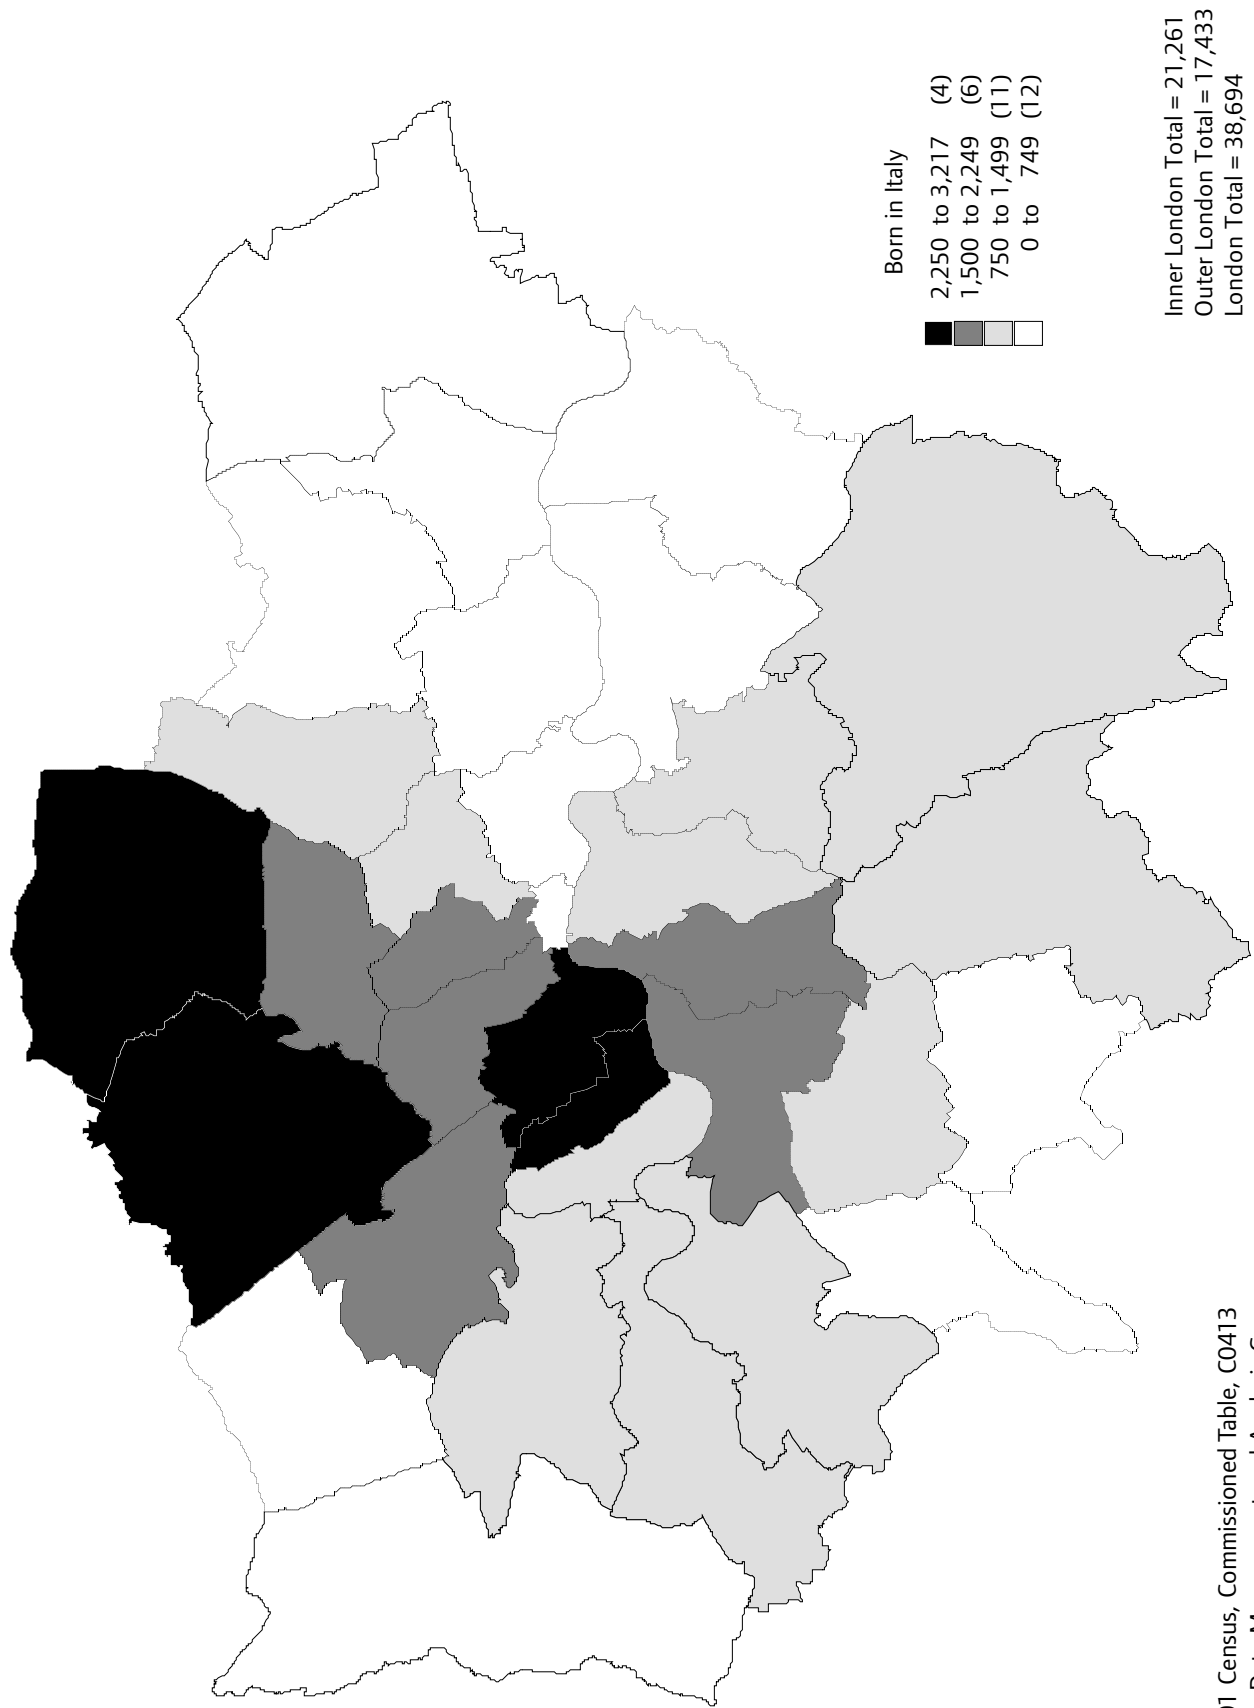 Born in Italy
2,250 to 3,217 (4)
1,500 to 2,249 (6)
750 to 1,499 (11)
0 to 749 (12)
Inner London Total = 21,261
Outer London Total = 17,433
London Total = 38,694
Census, Commissioned Table, C0413